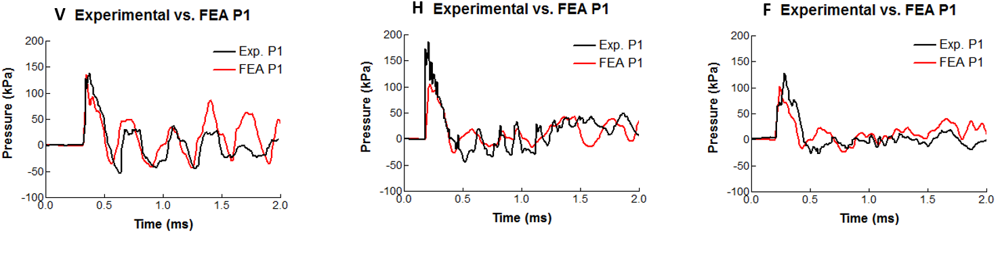 V Experimental vs. FEA P1
200
150
100
50
0
-50
-100
Pressure (kPa)
Exp. P1
FEA P1
0.0 0.5 1.0 1.5 2.0
Time (ms)
H Experimental vs. FEA P1
200
150
100
50
0
-50
-100
Pressure (kPa)
Exp. P1
FEA P1
0.0 0.5 1.0 1.5 2.0
Time (ms)
F Experimental vs. FEA P1
200
150
100
50
0
-50
-100
Pressure (kPa)
Exp. P1
FEA P1
0.0 0.5 1.0 1.5 2.0
Time (ms)